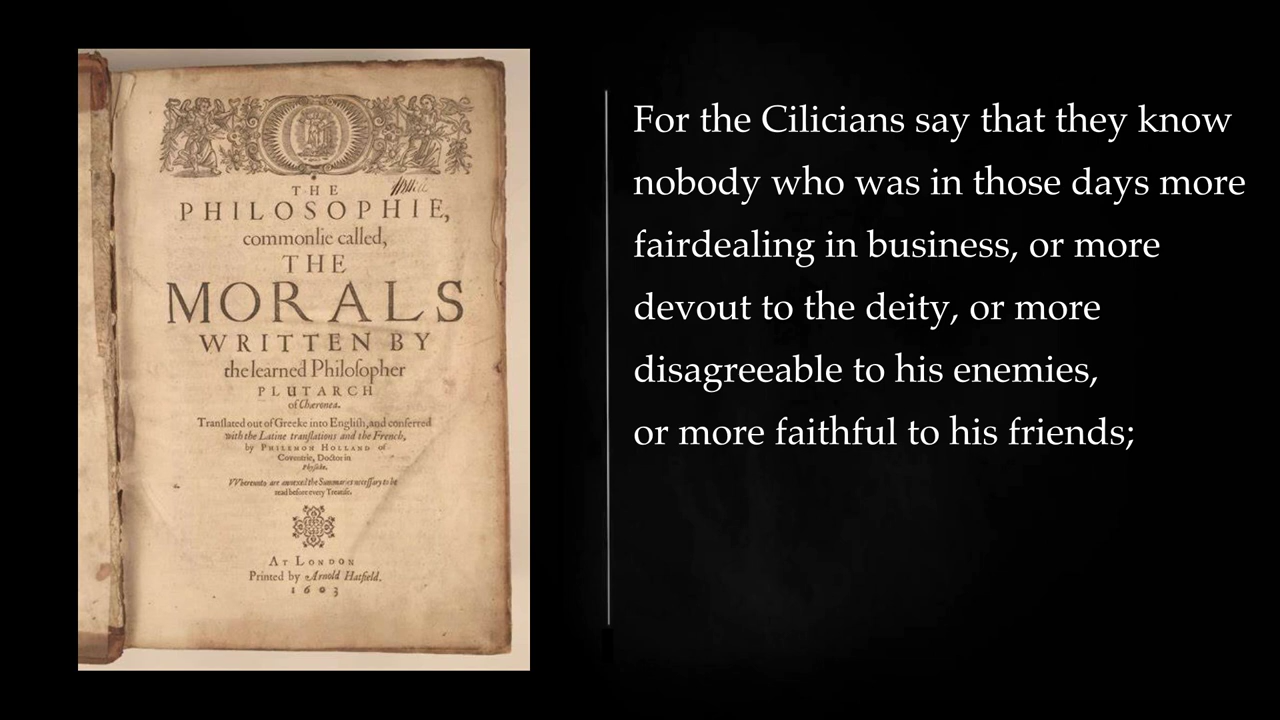 THE
PHILOSOPHIE,
commonlie called,
THE
MORALS
WRITTEN BY
the learned Philoſopher
PLUTARCH
of Chæronea.
Tranſlated out of Greeke into Engliſh, and conferred
with the Latine tranſlations and the French,
by PHILEMON HOLLAND of
Coventrie, Doctor in
Phyſicke.
VVhereunto are annexed the Summaries neceſſary to be
read before every Treatiſe.
AT LONDON
Printed by Arnold Hatfield.
1603
For the Cilicians say that they know
nobody who was in those days more
fairdealing in business, or more
devout to the deity, or more
disagreeable to his enemies,
or more faithful to his friends;